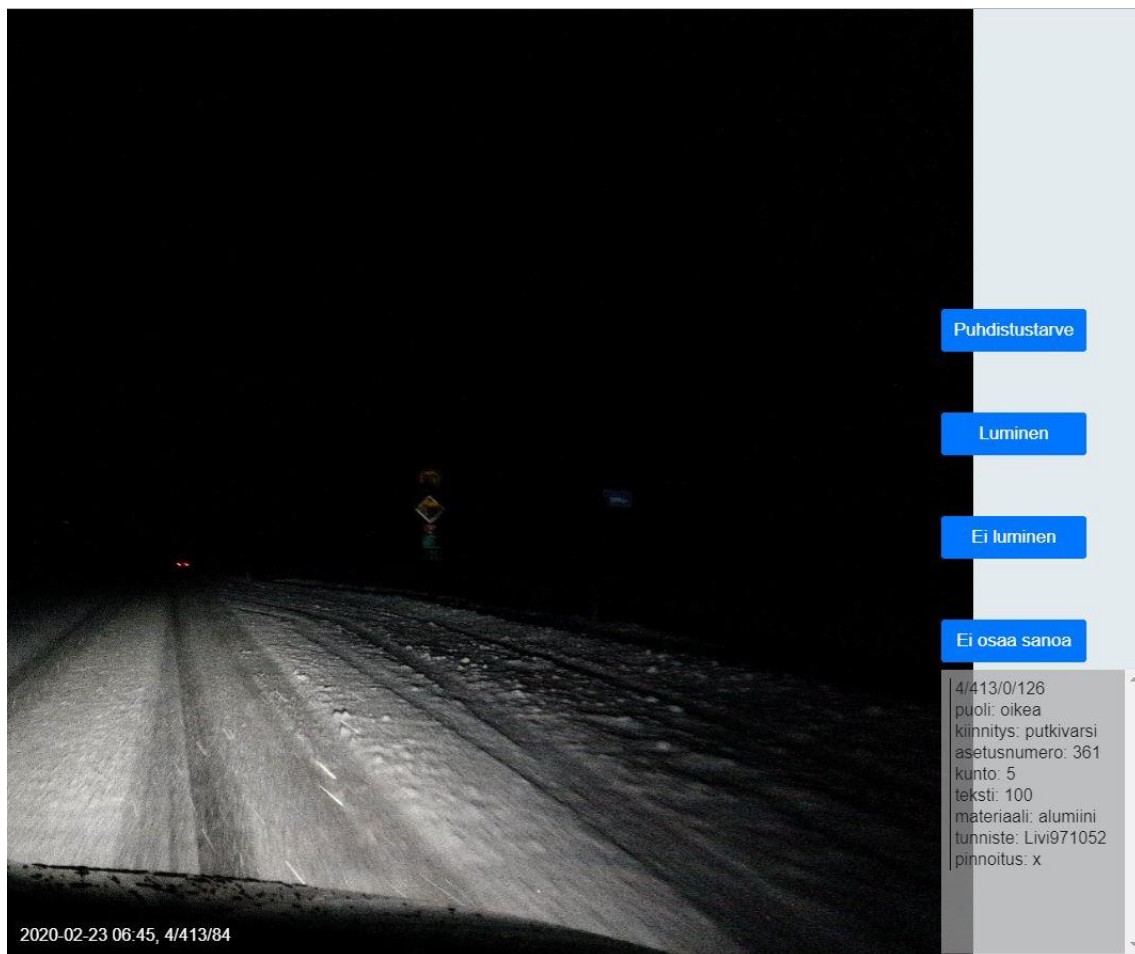 Puhdistustarve
Luminen
Ei luminen
Ei osaa sanoa
4/413/0/126
puoli: oikea
kiinnitys: putkivarsi
asetusnumero: 361
kunto: 5
teksti: 100
materiaali: alumiini
tunniste: Livi971052
pinnoitus: x
2020-02-23 06:45, 4/413/84